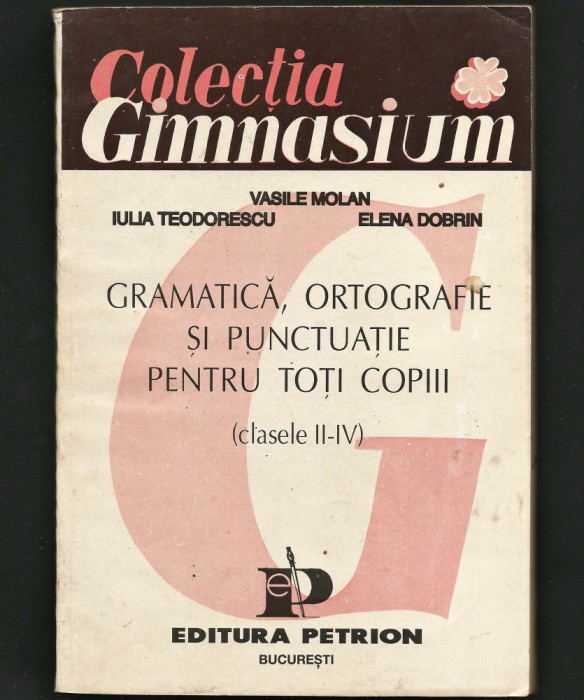 Colecția
Gimnasium
VASILE MOLAN
IULIA TEODORESCU ELENA DOBRIN
GRAMATICĂ, ORTOGRAFIE
ȘI PUNCTUAȚIE
PENTRU TOȚI COPIII
(clasele II-IV)
eP
EDITURA PETRION
BUCUREȘTI